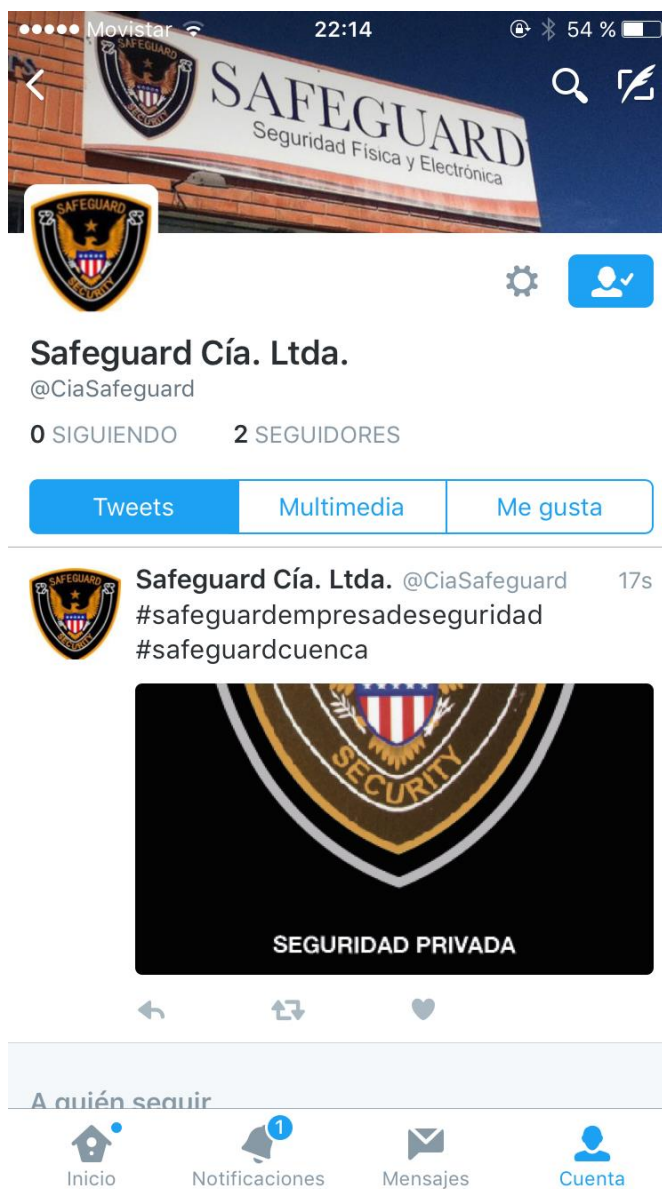 Movistar 22:14 54 %
SAFEGUARD
SAFEGUARD
Seguridad Física y Electrónica
SAFEGUARD
SECURITY
Safeguard Cía. Ltda.
@CiaSafeguard
0 SIGUIENDO 2 SEGUIDORES
Tweets Multimedia Me gusta
SAFEGUARD
Safeguard Cía. Ltda. @CiaSafeguard 17s
#safeguardempresadeseguridad
#safeguardcuenca
SECURITY
SEGURIDAD PRIVADA
A quién seguir
1
Inicio Notificaciones Mensajes Cuenta